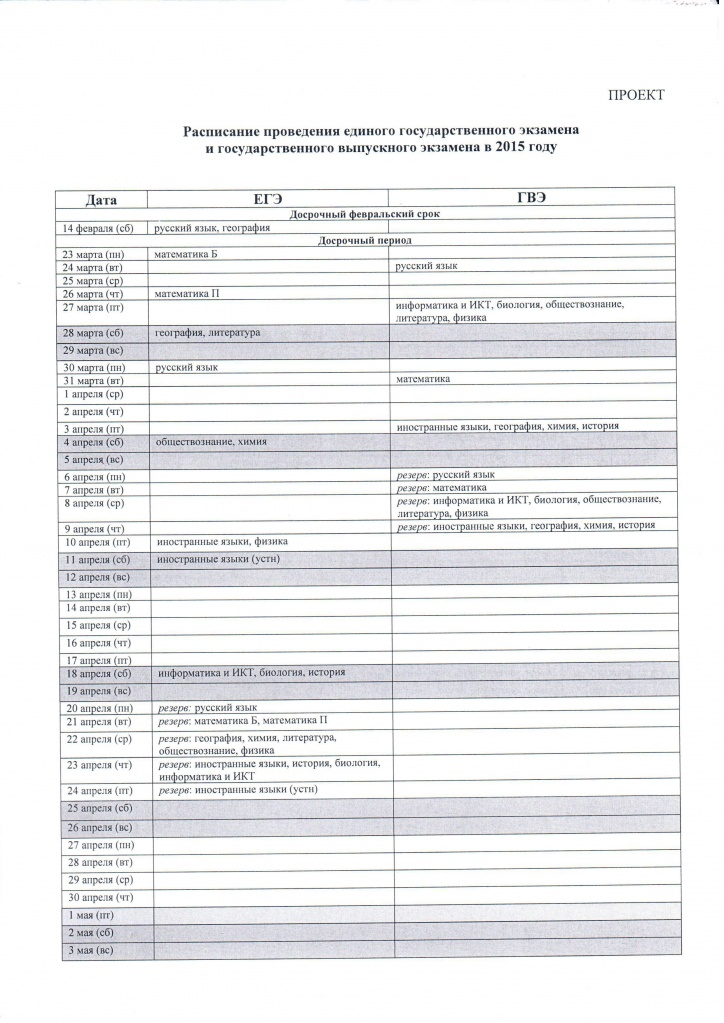 ПРОЕКТ
Расписание проведения единого государственного экзамена
и государственного выпускного экзамена в 2015 году
Дата ЕГЭ ГВЭ
Досрочный февральский срок
14 февраля (сб) русский язык, география
Досрочный период
23 марта (пн) математика Б
24 марта (вт) русский язык
25 марта (ср)
26 марта (чт) математика П
27 марта (пт) информатика и ИКТ, биология, обществознание,
литература, физика
28 марта (сб) география, литература
29 марта (вс)
30 марта (пн) русский язык
31 марта (вт) математика
1 апреля (ср)
2 апреля (чт)
3 апреля (пт) иностранные языки, география, химия, история
4 апреля (сб) обществознание, химия
5 апреля (вс)
6 апреля (пн) резерв: русский язык
7 апреля (вт) резерв: математика
8 апреля (ср) резерв: информатика и ИКТ, биология, обществознание,
литература, физика
9 апреля (чт) резерв: иностранные языки, география, химия, история
10 апреля (пт) иностранные языки, физика
11 апреля (сб) иностранные языки (устн)
12 апреля (вс)
13 апреля (пн)
14 апреля (вт)
15 апреля (ср)
16 апреля (чт)
17 апреля (пт)
18 апреля (сб) информатика и ИКТ, биология, история
19 апреля (вс)
20 апреля (пн) резерв: русский язык
21 апреля (вт) резерв: математика Б, математика П
22 апреля (ср) резерв: география, химия, литература,
обществознание, физика
23 апреля (чт) резерв: иностранные языки, история, биология,
информатика и ИКТ
24 апреля (пт) резерв: иностранные языки (устн)
25 апреля (сб)
26 апреля (вс)
27 апреля (пн)
28 апреля (вт)
29 апреля (ср)
30 апреля (чт)
1 мая (пт)
2 мая (сб)
3 мая (вс)